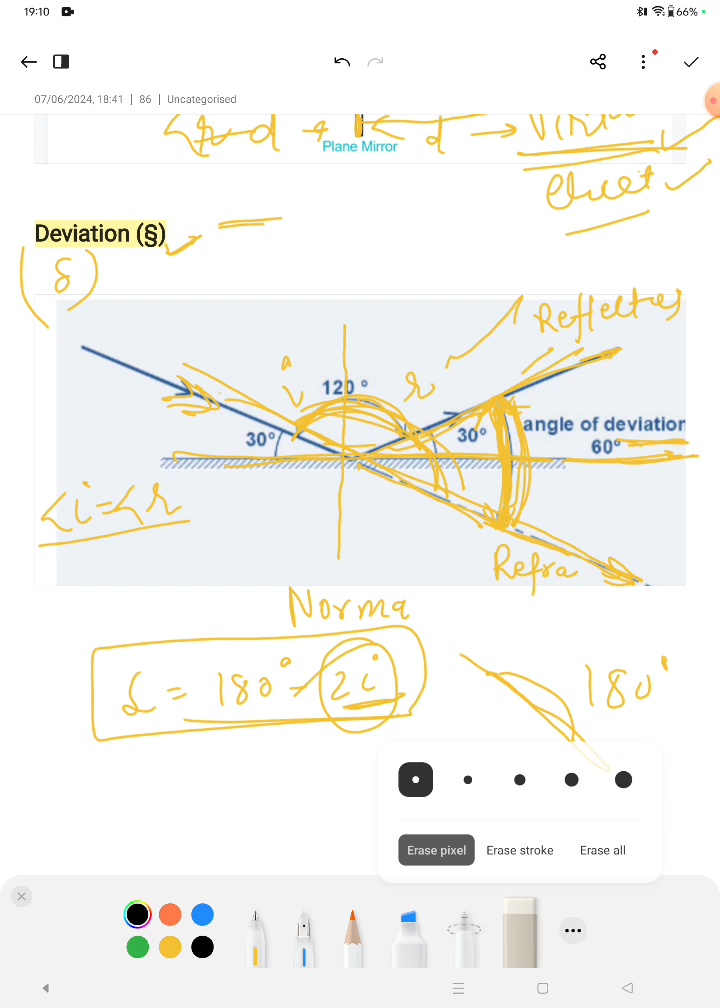 19:10
66%
07/06/2024, 18:41 | 86 | Uncategorised
d
d
Plane Mirror
Deviation (§)
(δ)
Reflected
i
120 °
r
30°
30°
angle of deviation
60°
<i=<r
Refra
Norma
δ = 180° - 2i
180°
Erase pixel
Erase stroke
Erase all